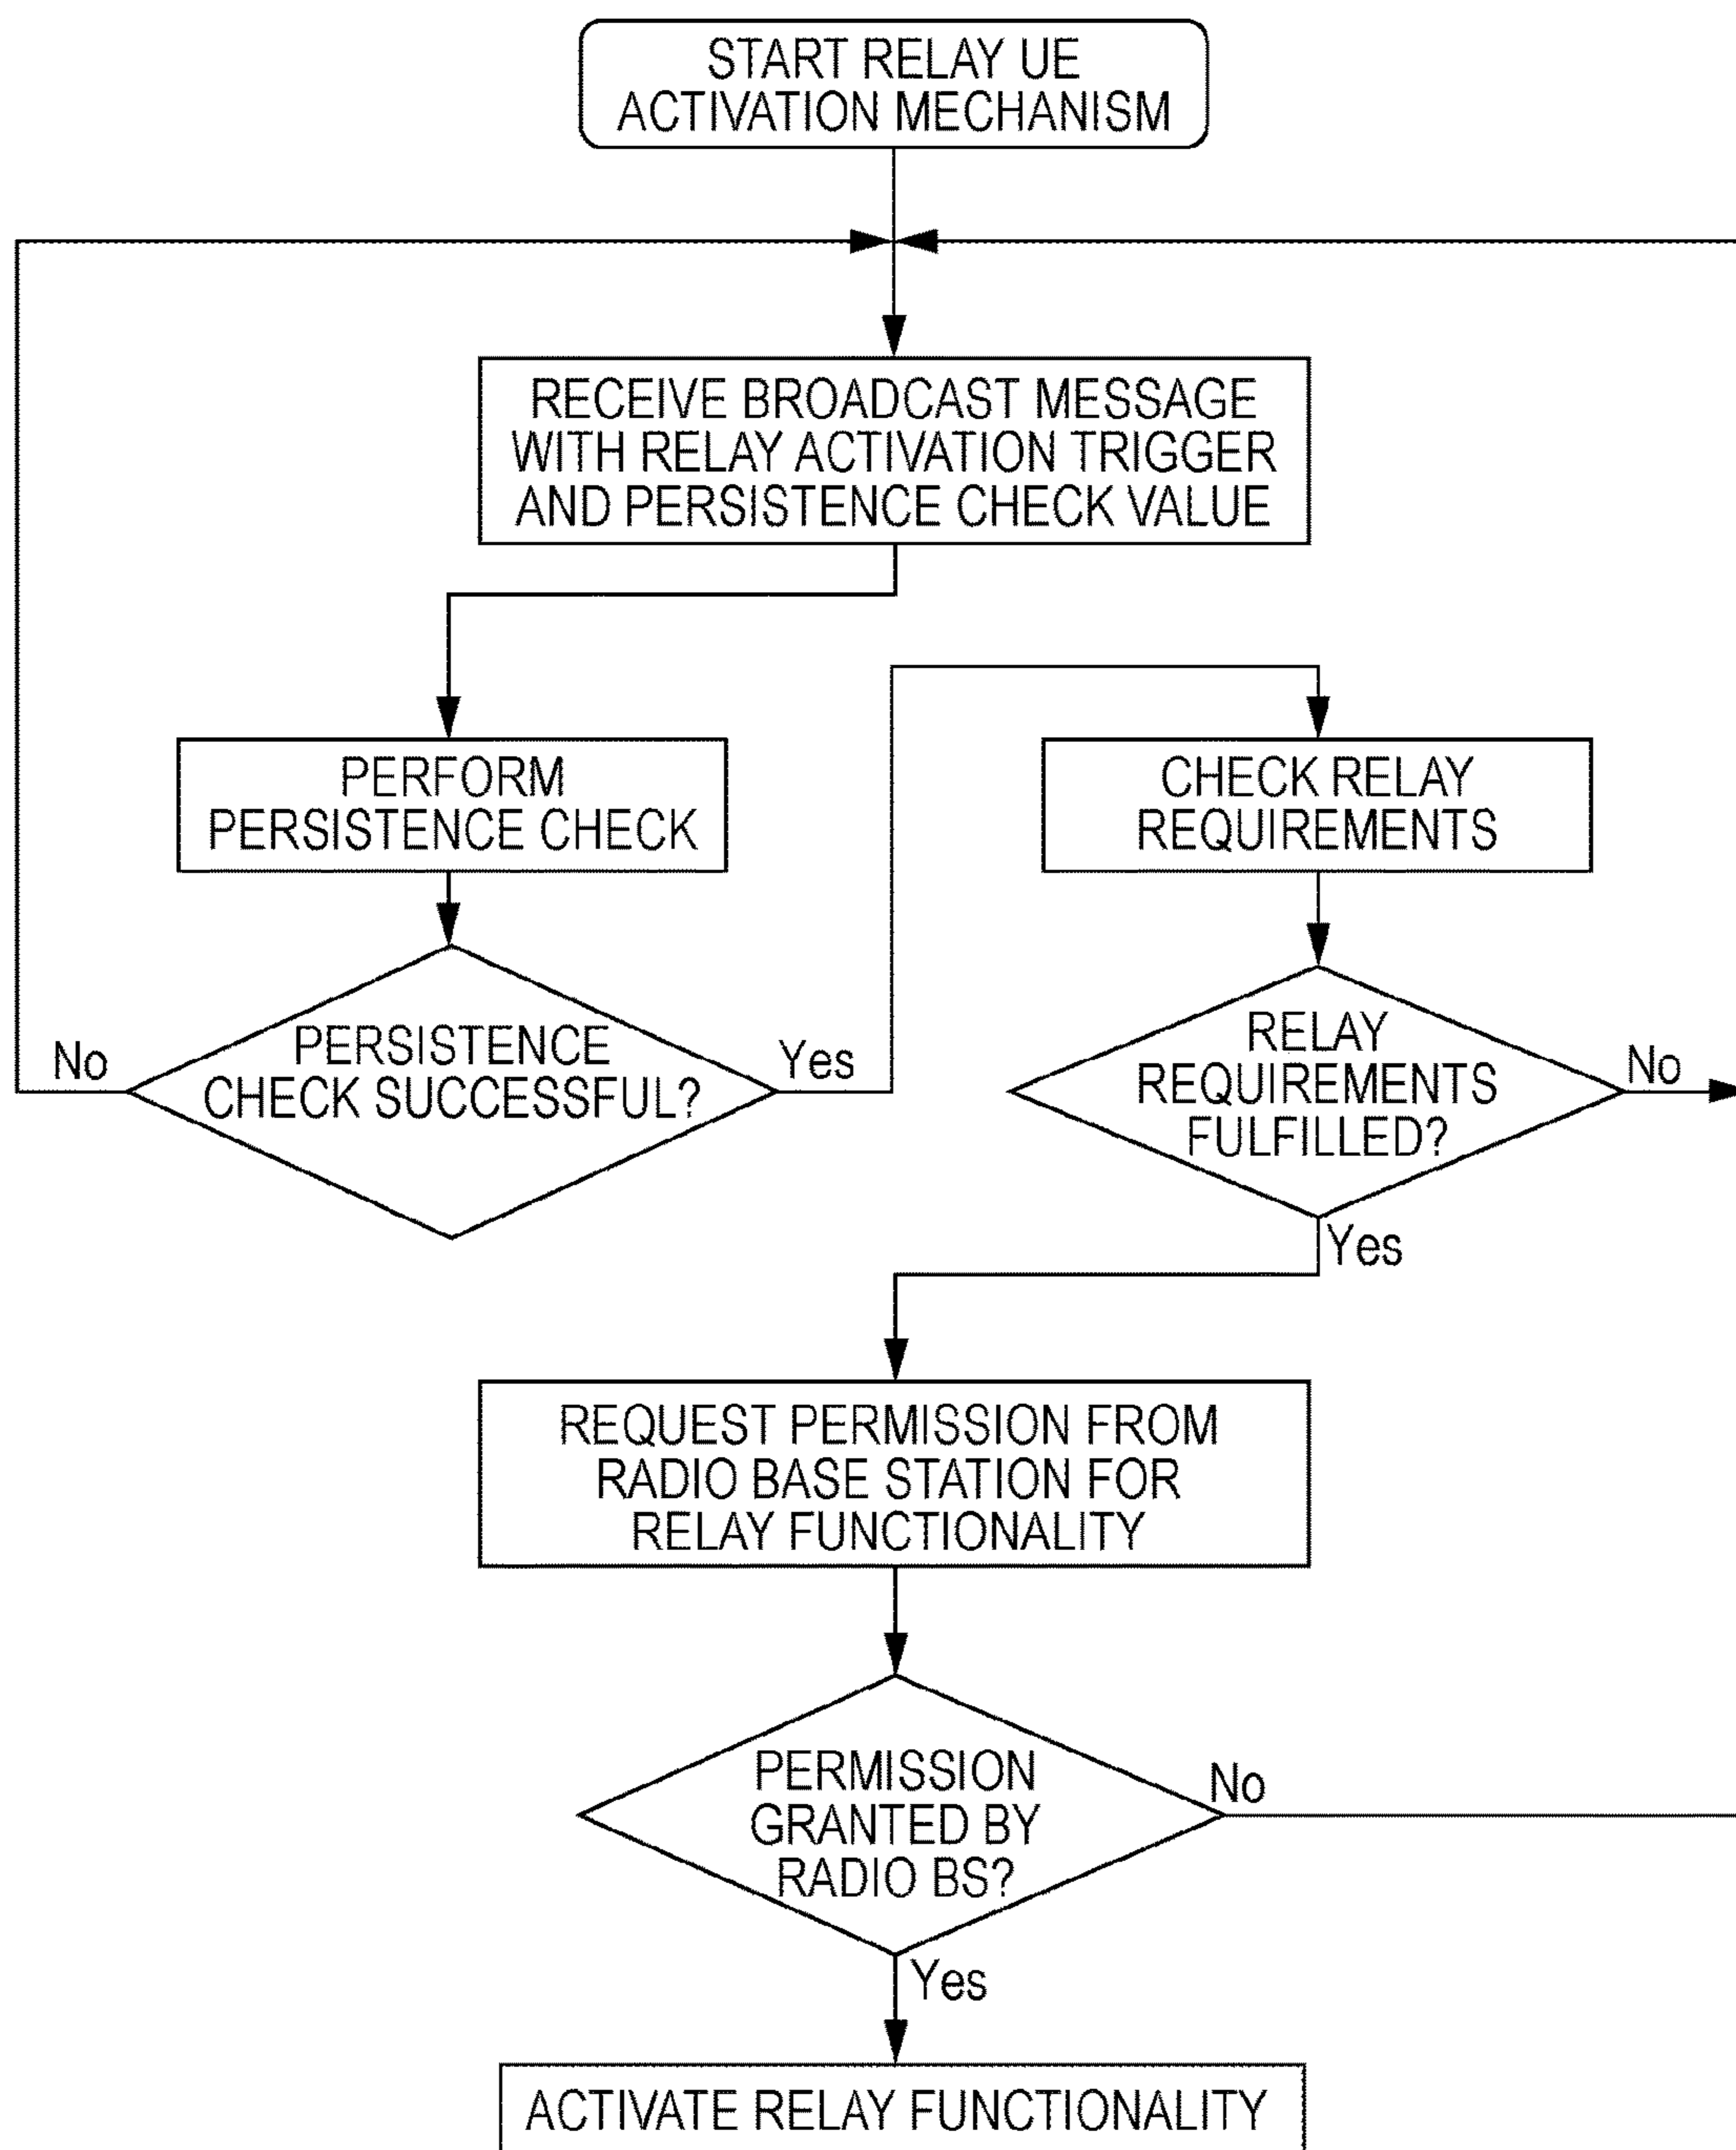 START RELAY UE
ACTIVATION MECHANISM
RECEIVE BROADCAST MESSAGE
WITH RELAY ACTIVATION TRIGGER
AND PERSISTENCE CHECK VALUE
PERFORM
PERSISTENCE CHECK
CHECK RELAY
REQUIREMENTS
No
PERSISTENCE
CHECK SUCCESSFUL?
Yes
RELAY
REQUIREMENTS
FULFILLED?
No
Yes
REQUEST PERMISSION FROM
RADIO BASE STATION FOR
RELAY FUNCTIONALITY
PERMISSION
GRANTED BY
RADIO BS?
No
Yes
ACTIVATE RELAY FUNCTIONALITY